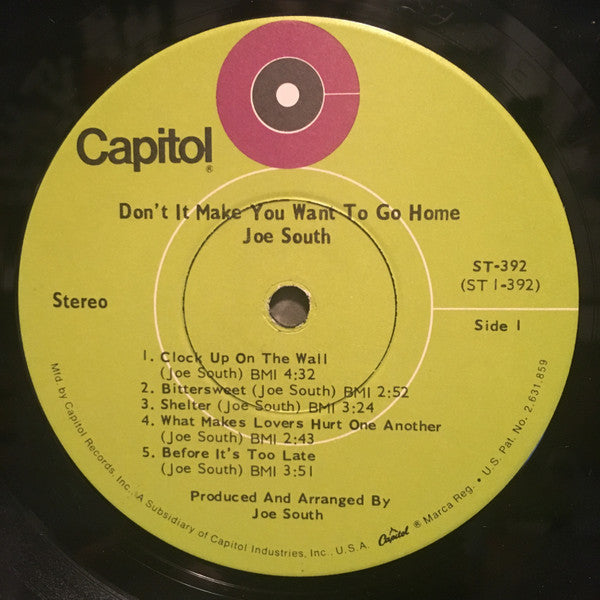 Capitol®
Don't It Make You Want To Go Home
Joe South
ST-392
(ST 1-392)
Stereo
Side 1
1. Clock Up On The Wall
(Joe South) BMI 4:32
2. Bittersweet (Joe South) BMI 2:52
3. Shelter (Joe South) BMI 3:24
4. What Makes Lovers Hurt One Another
(Joe South) BMI 2:43
5. Before It's Too Late
(Joe South) BMI 3:51
Produced And Arranged By
Joe South
Mfd. by Capitol Records, Inc., A Subsidiary of Capitol Industries, Inc., U.S.A. Capitol ® Marca Reg. • U.S. Pat. No. 2,631,859